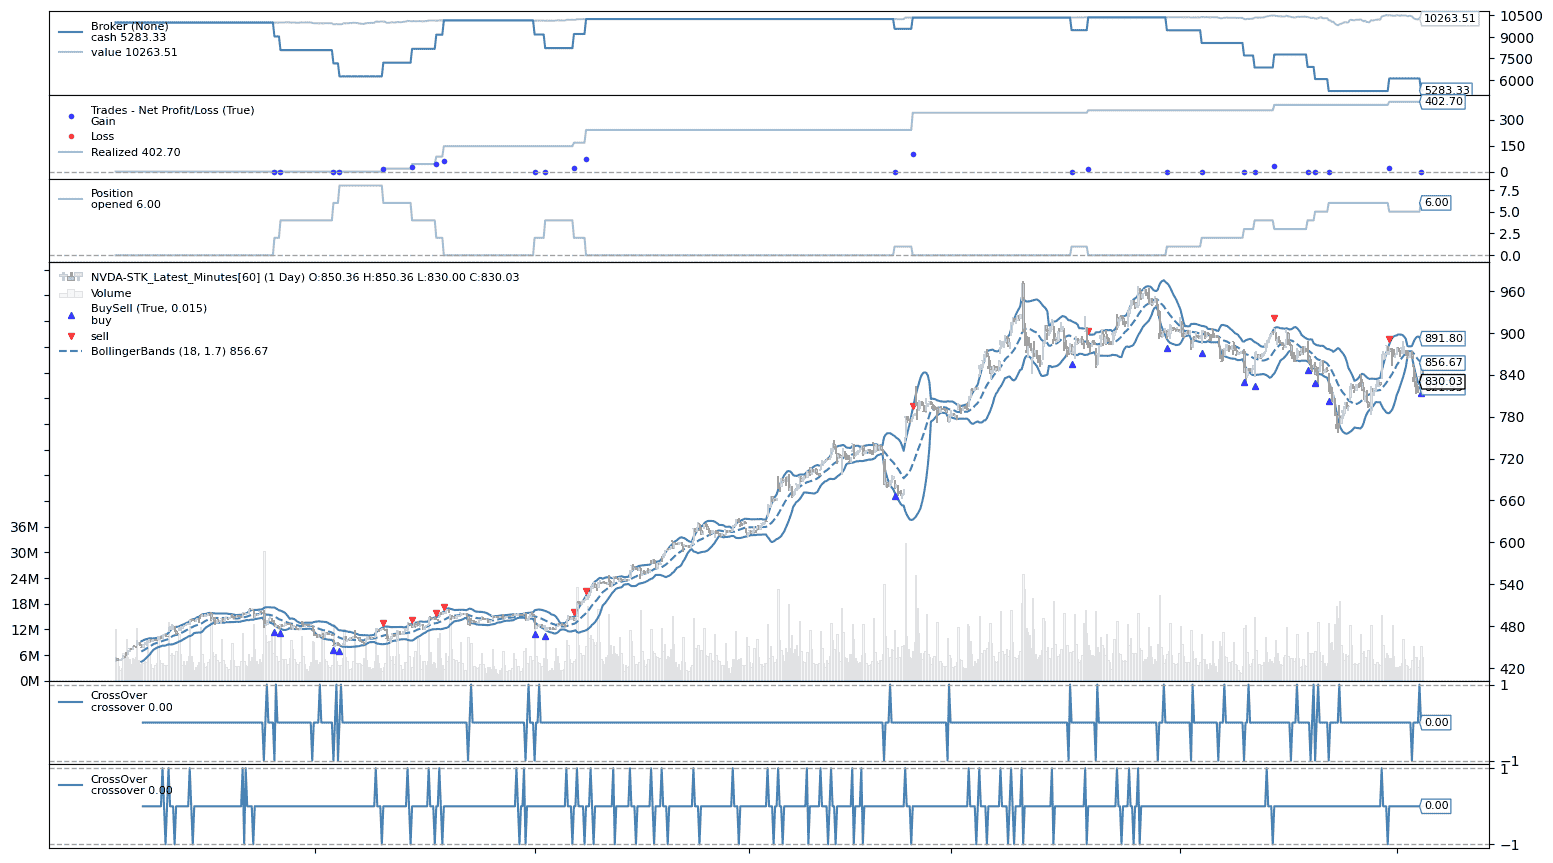 Broker (None)
cash 5283.33
value 10263.51
10263.51
5283.33
10500
9000
7500
6000
Trades - Net Profit/Loss (True)
Gain
Loss
Realized 402.70
402.70
300
150
0
Position
opened 6.00
6.00
7.5
5.0
2.5
0.0
NVDA-STK_Latest_Minutes[60] (1 Day) O:850.36 H:850.36 L:830.00 C:830.03
Volume
BuySell (True, 0.015)
buy
sell
BollingerBands (18, 1.7) 856.67
891.80
856.67
830.03
960
900
840
780
720
660
600
540
480
420
36M
30M
24M
18M
12M
6M
0M
CrossOver
crossover 0.00
0.00
1
−1
CrossOver
crossover 0.00
0.00
1
−1